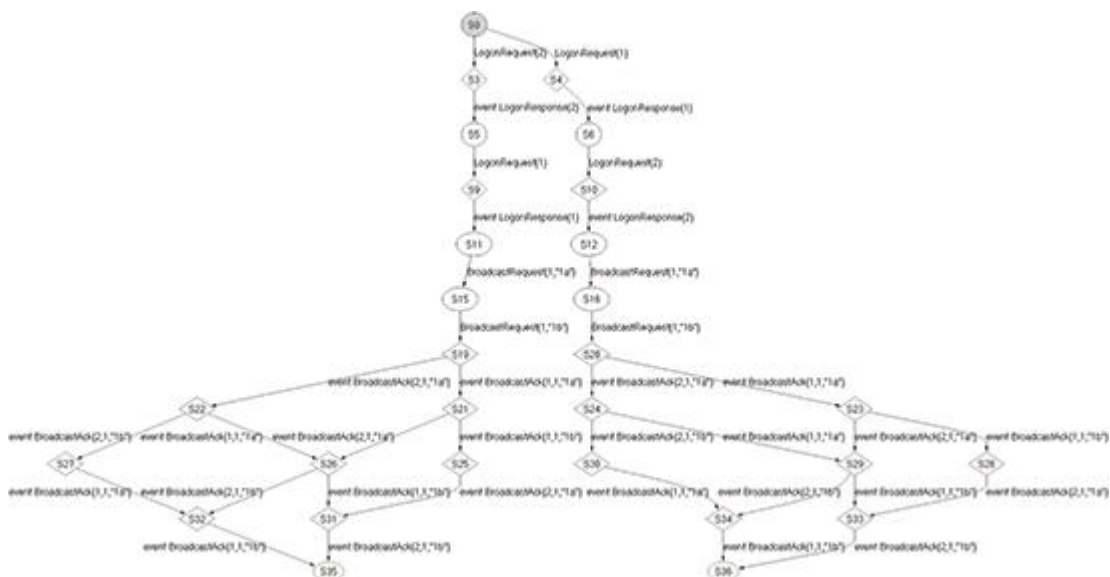 S0
LogonRequest(2) LogonRequest(1)
S3 S4
event LogonResponse(2) event LogonResponse(1)
S5 S6
LogonRequest(1) LogonRequest(2)
S9 S10
event LogonResponse(1) event LogonResponse(2)
S11 S12
BroadcastRequest(1,"1a") BroadcastRequest(1,"1a")
S15 S16
BroadcastRequest(1,"1b") BroadcastRequest(1,"1b")
S19 S20
event BroadcastAck(2,1,"1a") event BroadcastAck(1,1,"1a") event BroadcastAck(2,1,"1a") event BroadcastAck(1,1,"1a")
S22 S21 S24 S23
event BroadcastAck(2,1,"1b") event BroadcastAck(1,1,"1a") event BroadcastAck(2,1,"1a") event BroadcastAck(1,1,"1b") event BroadcastAck(2,1,"1b") event BroadcastAck(1,1,"1a") event BroadcastAck(2,1,"1a") event BroadcastAck(1,1,"1b")
S27 S26 S25 S30 S29 S28
event BroadcastAck(1,1,"1a") event BroadcastAck(2,1,"1b") event BroadcastAck(1,1,"1b") event BroadcastAck(2,1,"1a") event BroadcastAck(1,1,"1a") event BroadcastAck(2,1,"1b") event BroadcastAck(1,1,"1b") event BroadcastAck(2,1,"1a")
S32 S31 S34 S33
event BroadcastAck(1,1,"1b") event BroadcastAck(2,1,"1b") event BroadcastAck(1,1,"1b") event BroadcastAck(2,1,"1b")
S35 S36